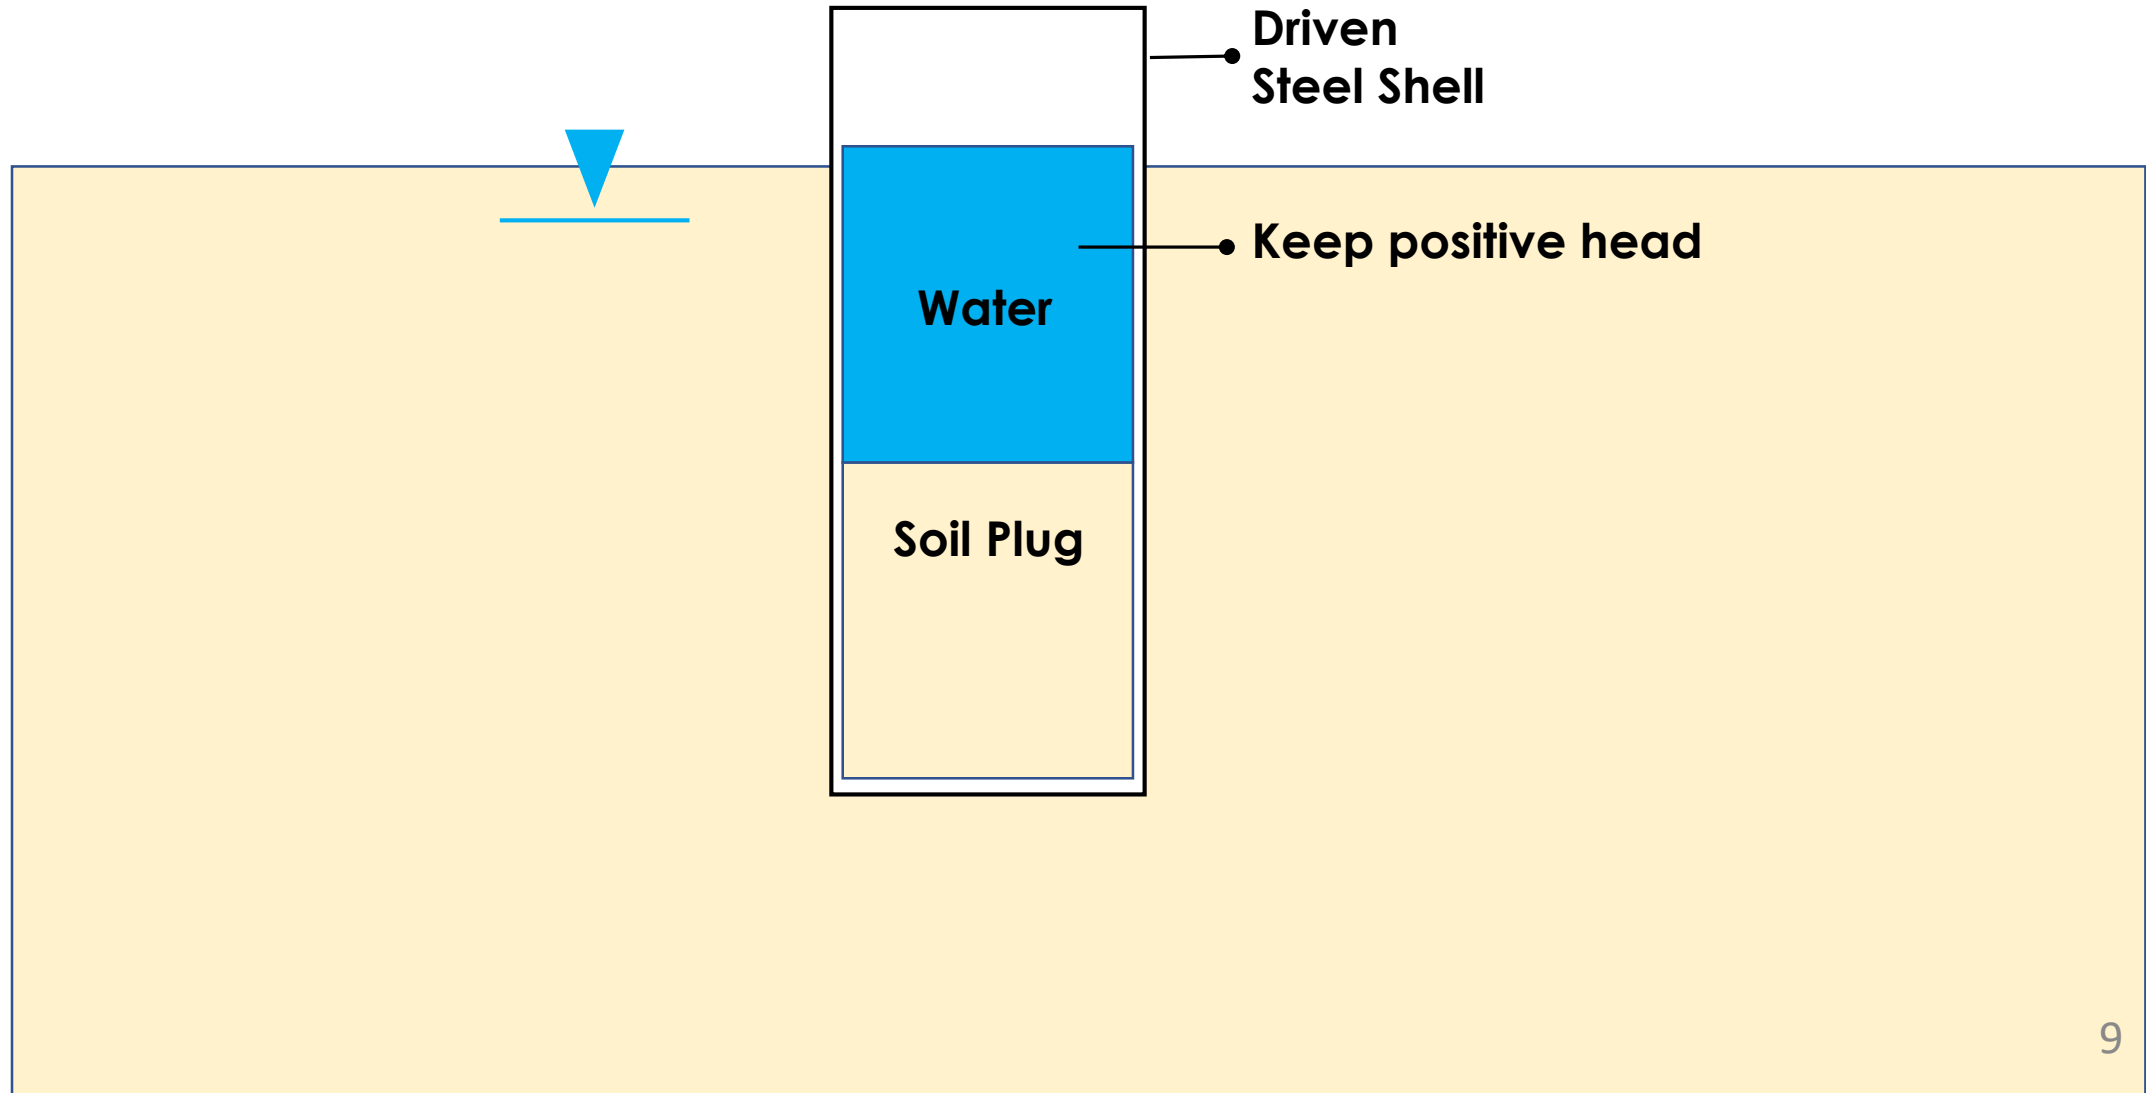 Driven
Steel Shell
Keep positive head
Water
Soil Plug
9